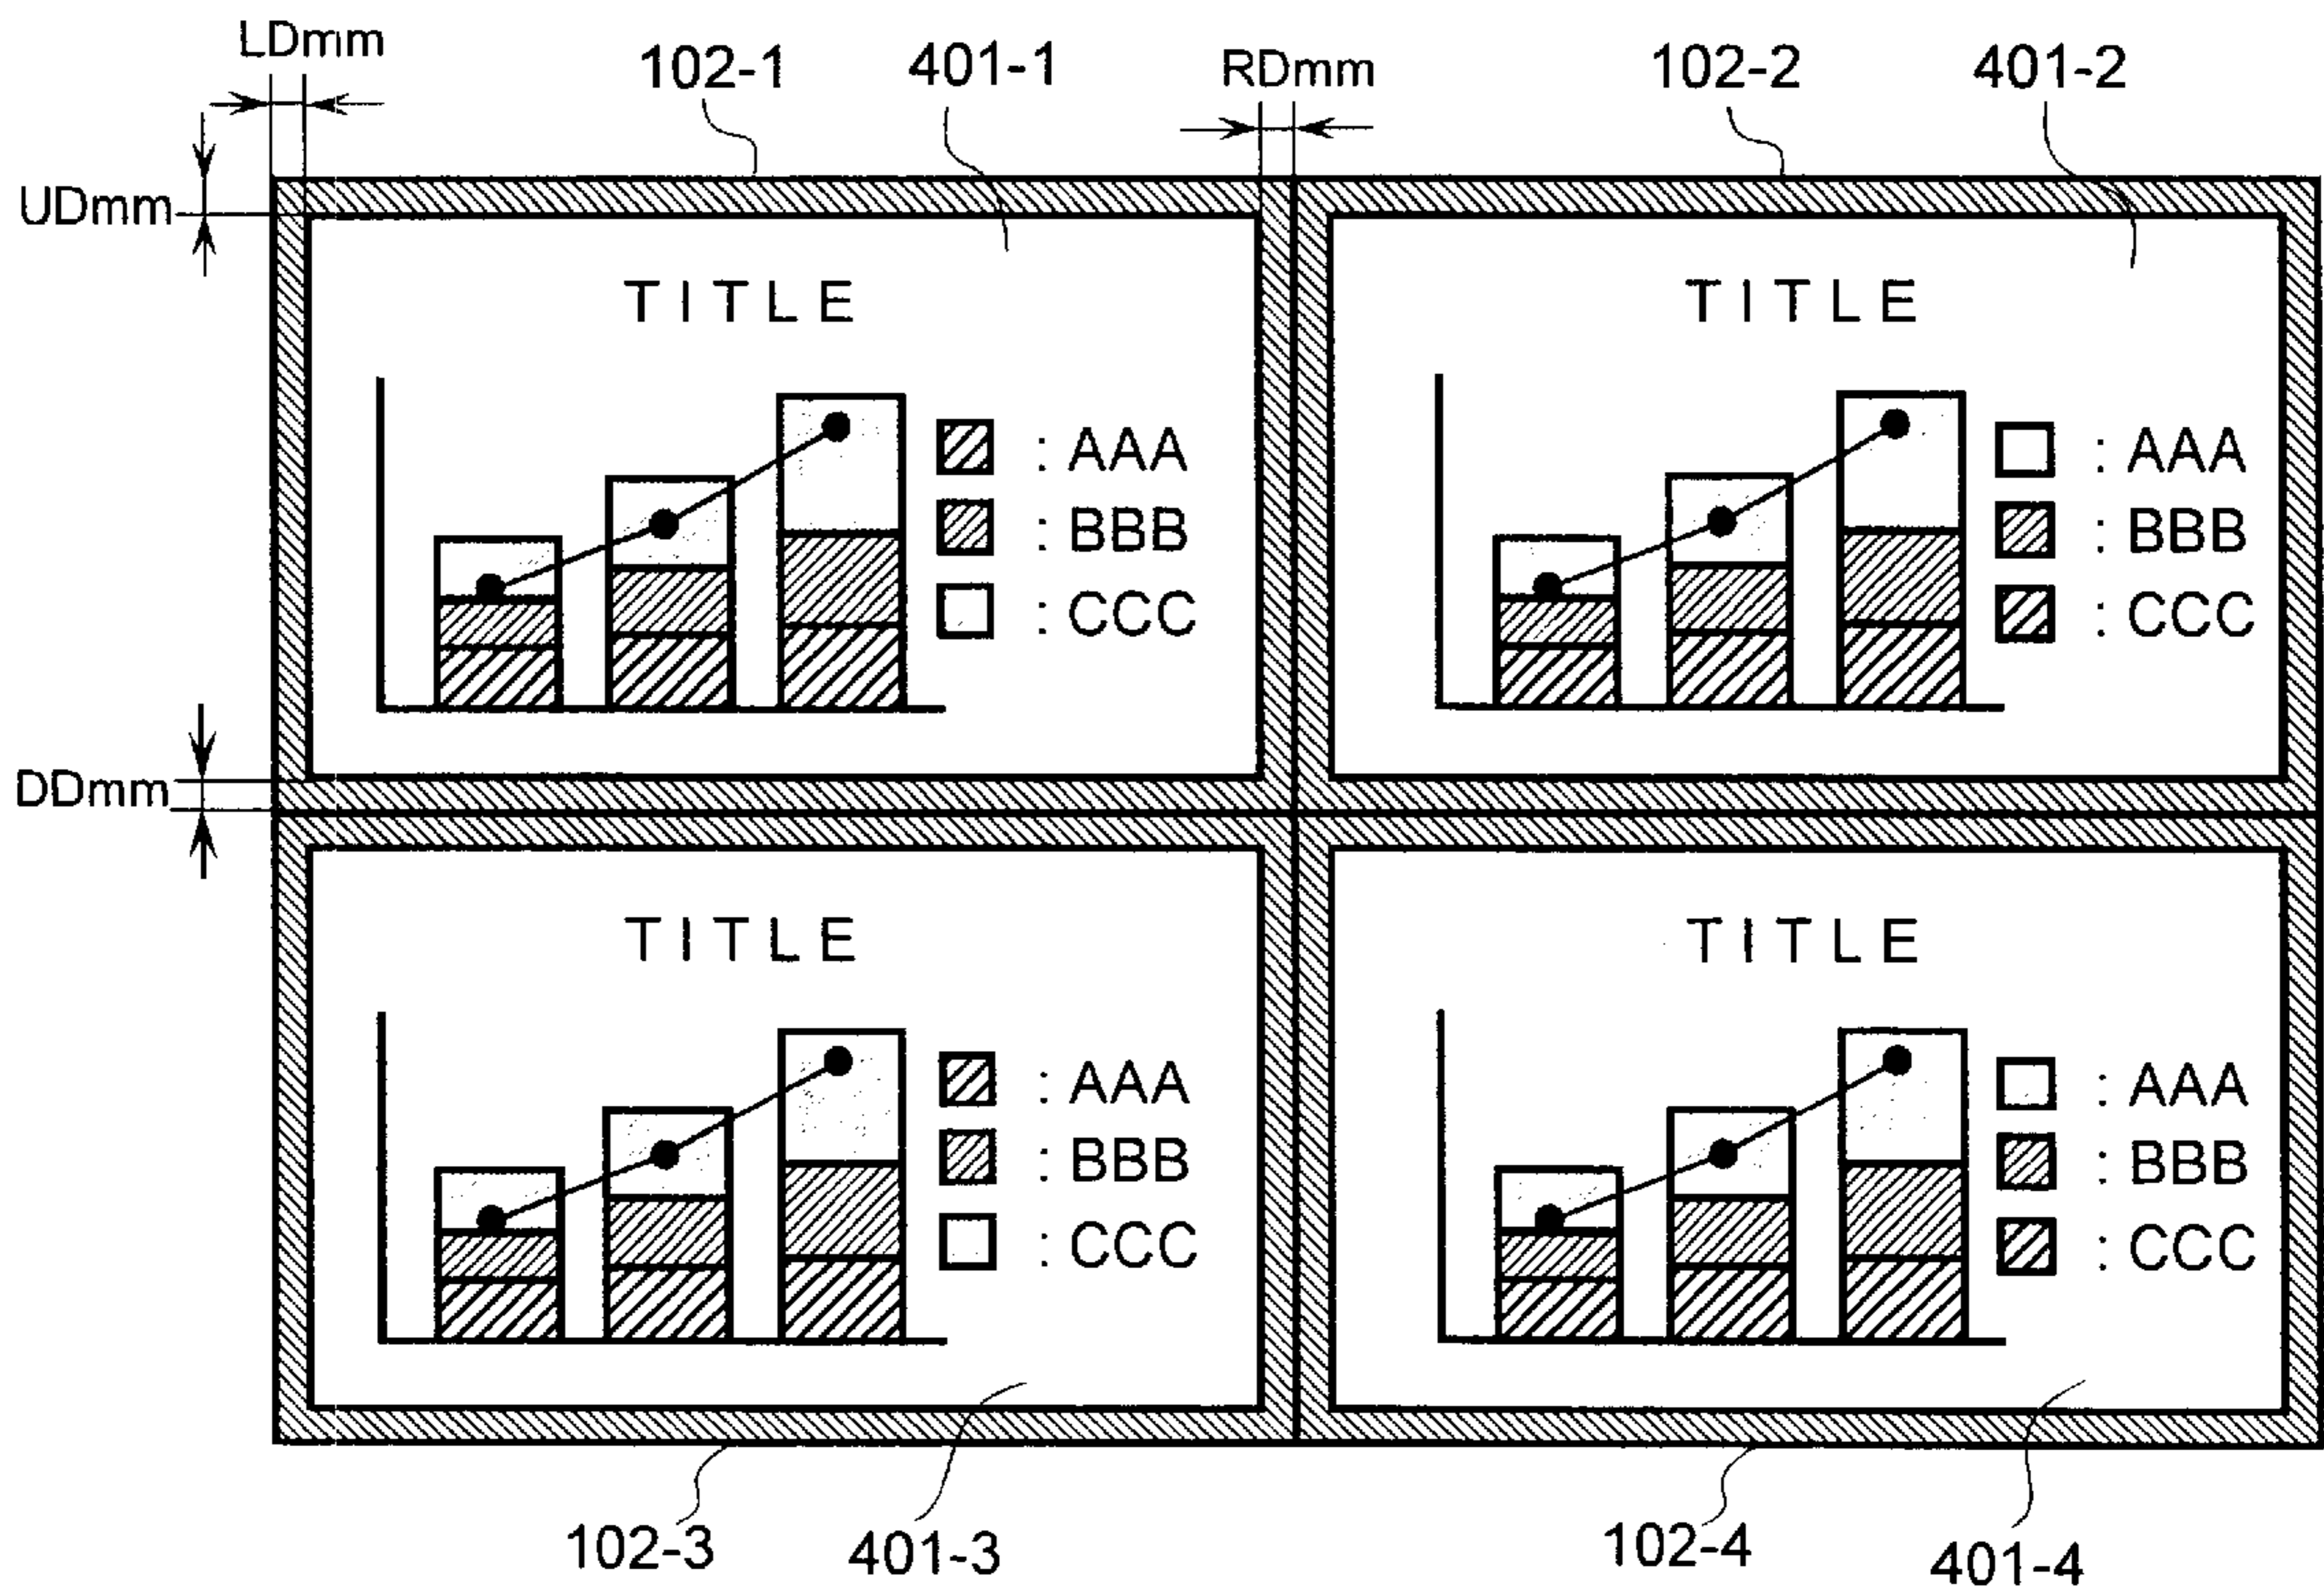 LDmm
102-1
401-1
RDmm
102-2
401-2
UDmm
TITLE
: AAA
: BBB
: CCC
TITLE
: AAA
: BBB
: CCC
DDmm
TITLE
: AAA
: BBB
: CCC
TITLE
: AAA
: BBB
: CCC
102-3
401-3
102-4
401-4